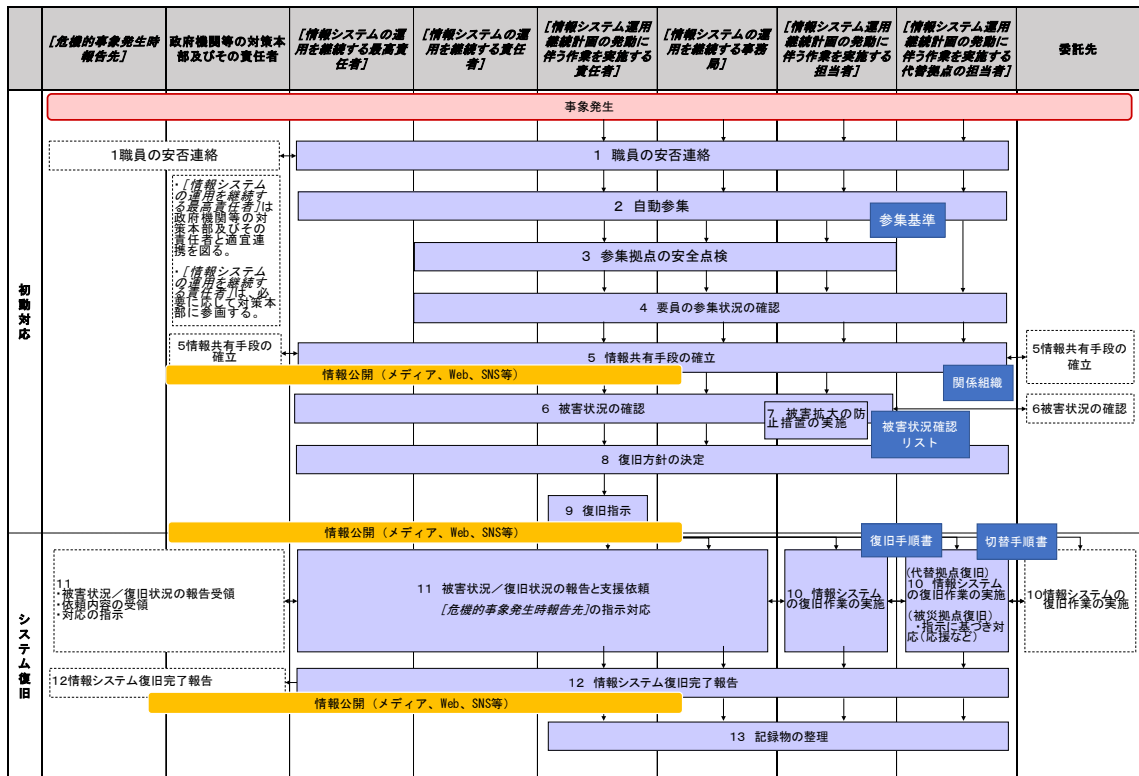 [危機的事象発生時
報告先]
政府機関等の対策本
部及びその責任者
[情報システムの運
用を継続する最高責
任者]
[情報システムの運
用を継続する責任
者]
[情報システム運用
継続計画の発動に
伴う作業を実施する
責任者]
[情報システムの運
用を継続する事務
局]
[情報システム運用
継続計画の発動に
伴う作業を実施する
担当者]
[情報システム運用
継続計画の発動に
伴う作業を実施する
代替拠点の担当者]
委託先
初動対応
事象発生
1職員の安否連絡
1 職員の安否連絡
・[情報システム
の運用を継続す
る最高責任者]は
政府機関等の対
策本部及びその
責任者と適宜連
携を図る。
・[情報システム
の運用を継続す
る責任者]は、必
要に応じて対策本
部に参画する。
2 自動参集
参集基準
3 参集拠点の安全点検
4 要員の参集状況の確認
5情報共有手段の
確立
5 情報共有手段の確立
5情報共有手段の
確立
情報公開（メディア、Web、SNS等）
関係組織
6 被害状況の確認
7 被害拡大の防
止措置の実施
被害状況確認
リスト
6被害状況の確認
8 復旧方針の決定
9 復旧指示
情報公開（メディア、Web、SNS等）
復旧手順書
切替手順書
システム復旧
11
・被害状況／復旧状況の報告受領
・依頼内容の受領
・対応の指示
11 被害状況／復旧状況の報告と支援依頼
[危機的事象発生時報告先]の指示対応
10 情報システム
の復旧作業の実施
(代替拠点復旧)
10 情報システム
の復旧作業の実施
(被災拠点復旧)
・指示に基づき対
応（応援など）
10情報システムの
復旧作業の実施
12情報システム復旧完了報告
12 情報システム復旧完了報告
情報公開（メディア、Web、SNS等）
13 記録物の整理